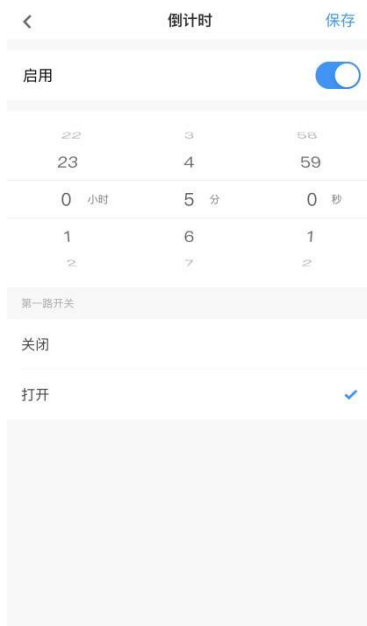 倒计时 保存
启用
22 3 58
23 4 59
0 小时 5 分 0 秒
1 6 1
2 7 2
第一路开关
关闭
打开